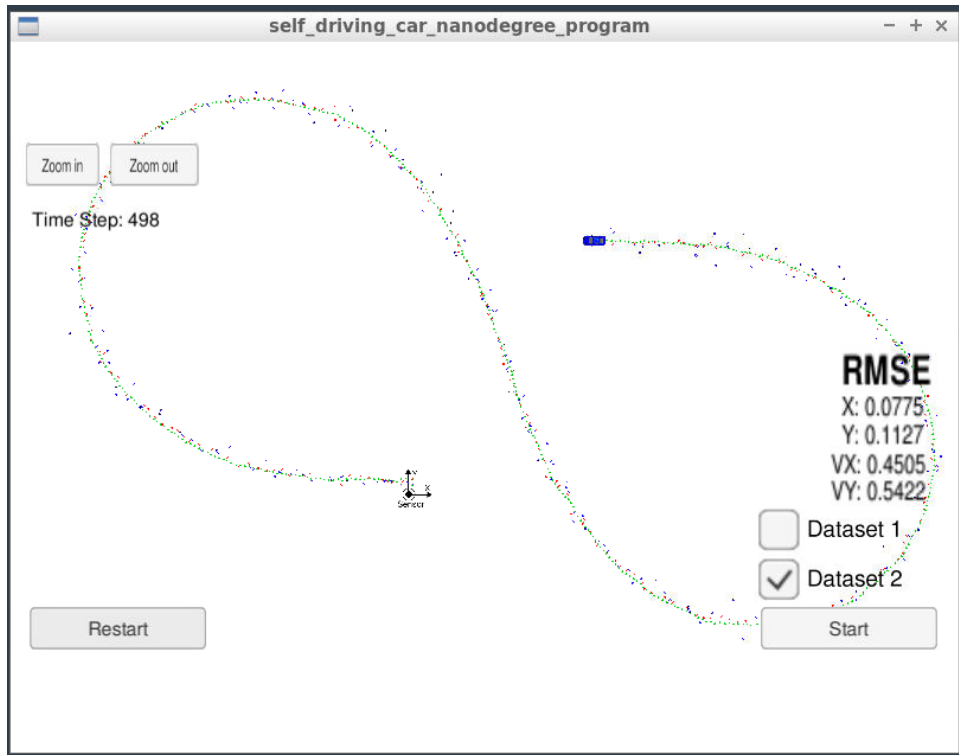 self_driving_car_nanodegree_program
Zoom in
Zoom out
Time Step: 498
RMSE
X: 0.0775
Y: 0.1127
VX: 0.4505
VY: 0.5422
Y
X
Sensor
Dataset 1
Dataset 2
Restart
Start